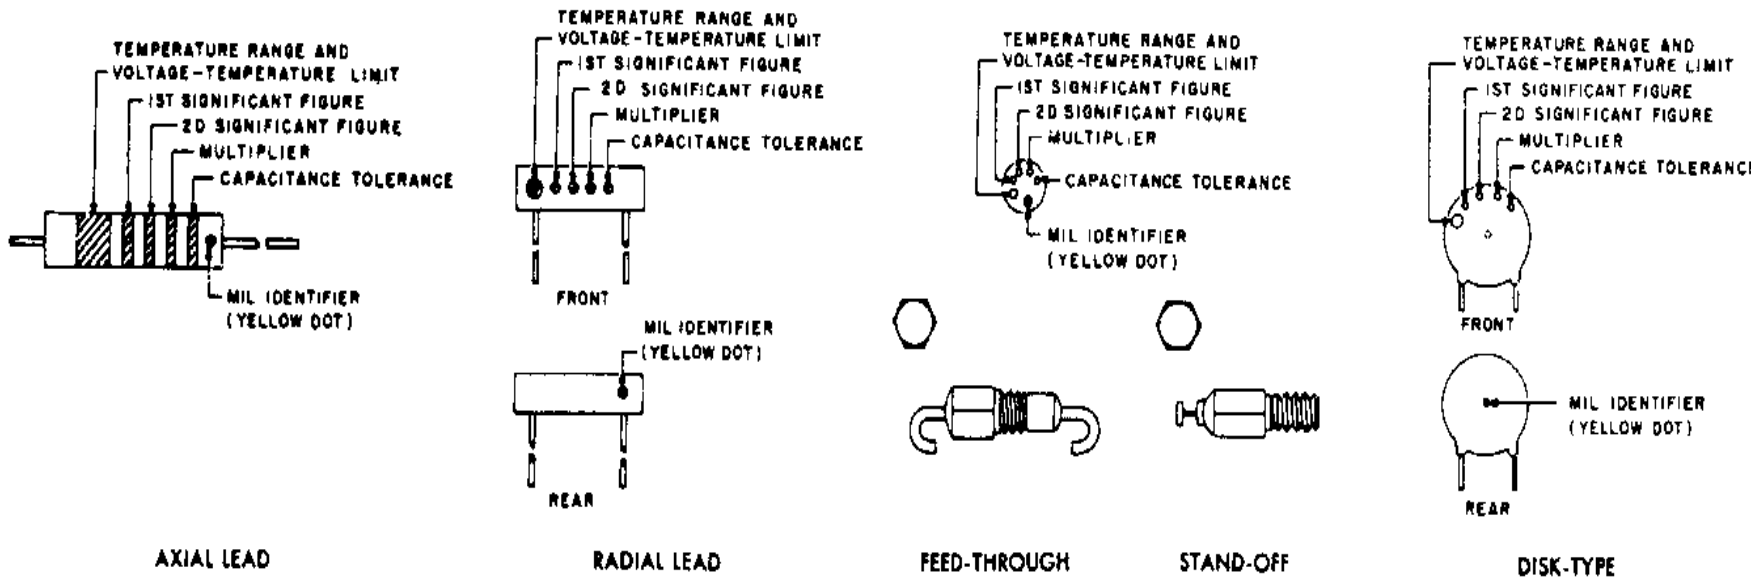 TEMPERATURE RANGE AND
VOLTAGE-TEMPERATURE LIMIT
1ST SIGNIFICANT FIGURE
2D SIGNIFICANT FIGURE
MULTIPLIER
CAPACITANCE TOLERANCE
MIL IDENTIFIER
(YELLOW DOT)
AXIAL LEAD
TEMPERATURE RANGE AND
VOLTAGE-TEMPERATURE LIMIT
1ST SIGNIFICANT FIGURE
2D SIGNIFICANT FIGURE
MULTIPLIER
CAPACITANCE TOLERANCE
FRONT
MIL IDENTIFIER
(YELLOW DOT)
REAR
RADIAL LEAD
TEMPERATURE RANGE AND
VOLTAGE-TEMPERATURE LIMIT
1ST SIGNIFICANT FIGURE
2D SIGNIFICANT FIGURE
MULTIPLIER
CAPACITANCE TOLERANCE
MIL IDENTIFIER
(YELLOW DOT)
FEED-THROUGH
STAND-OFF
TEMPERATURE RANGE AND
VOLTAGE-TEMPERATURE LIMIT
1ST SIGNIFICANT FIGURE
2D SIGNIFICANT FIGURE
MULTIPLIER
CAPACITANCE TOLERANCE
FRONT
MIL IDENTIFIER
(YELLOW DOT)
REAR
DISK-TYPE